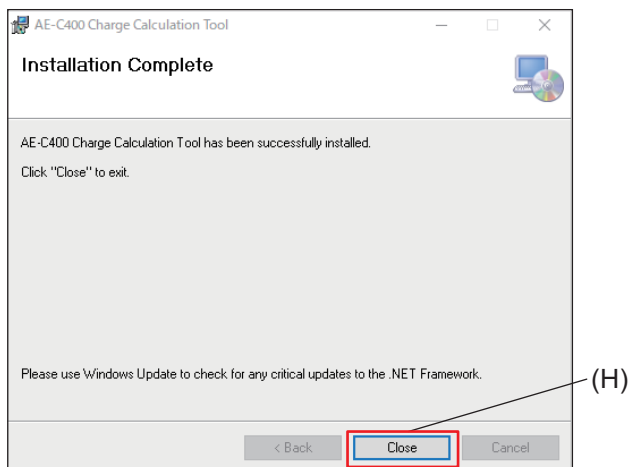 AE-C400 Charge Calculation Tool
Installation Complete
AE-C400 Charge Calculation Tool has been successfully installed.
Click "Close" to exit.
Please use Windows Update to check for any critical updates to the .NET Framework.
(H)
< Back Close Cancel